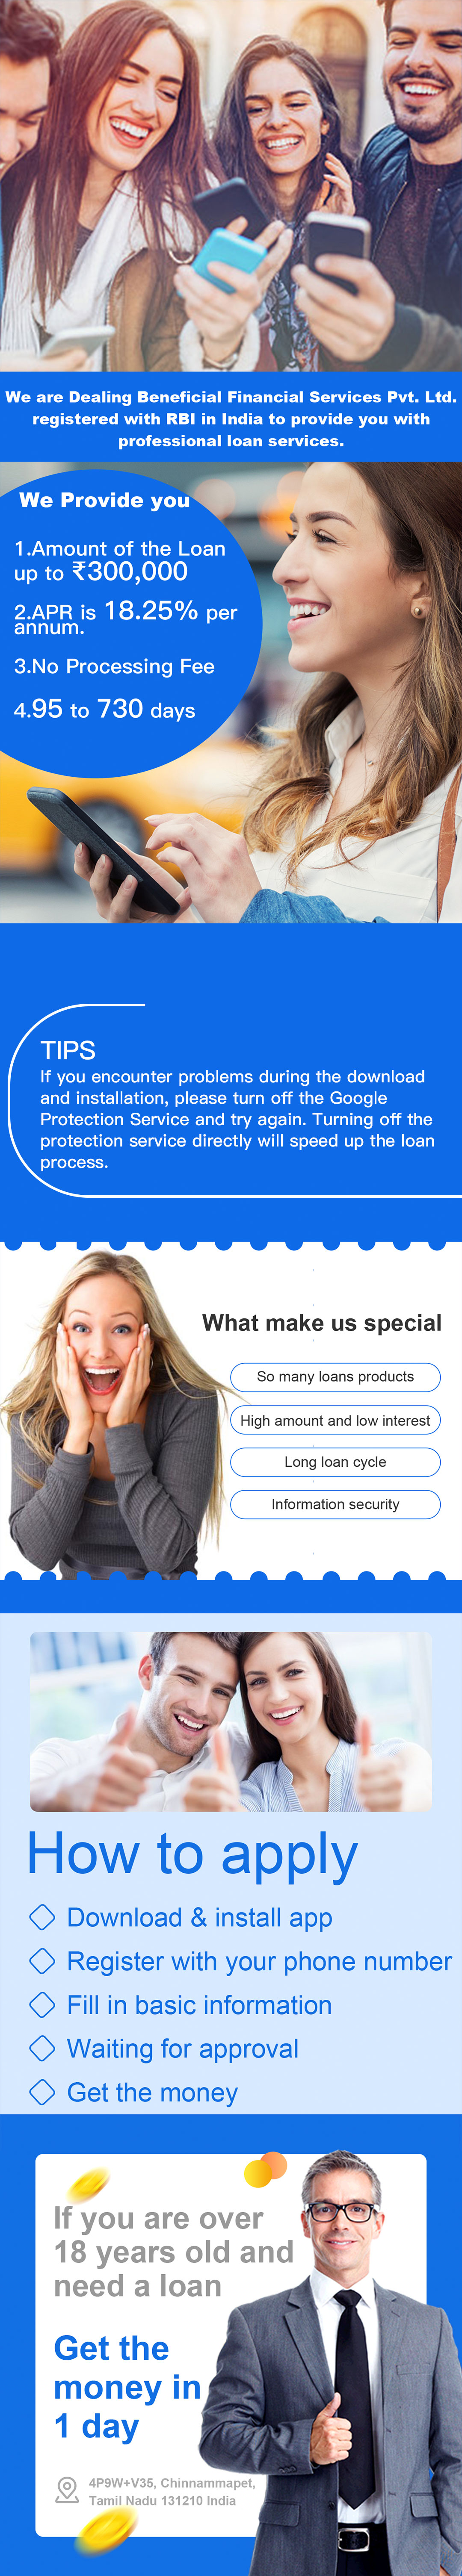 We are Dealing Beneficial Financial Services Pvt. Ltd.
registered with RBI in India to provide you with
professional loan services.
We Provide you
1.Amount of the Loan
up to ₹300,000
2.APR is 18.25% per
annum.
3.No Processing Fee
4.95 to 730 days
TIPS
If you encounter problems during the download
and installation, please turn off the Google
Protection Service and try again. Turning off the
protection service directly will speed up the loan
process.
What make us special
So many loans products
High amount and low interest
Long loan cycle
Information security
How to apply
Download & install app
Register with your phone number
Fill in basic information
Waiting for approval
Get the money
If you are over
18 years old and
need a loan
Get the
money in
1 day
4P9W+V35, Chinnammapet,
Tamil Nadu 131210 India